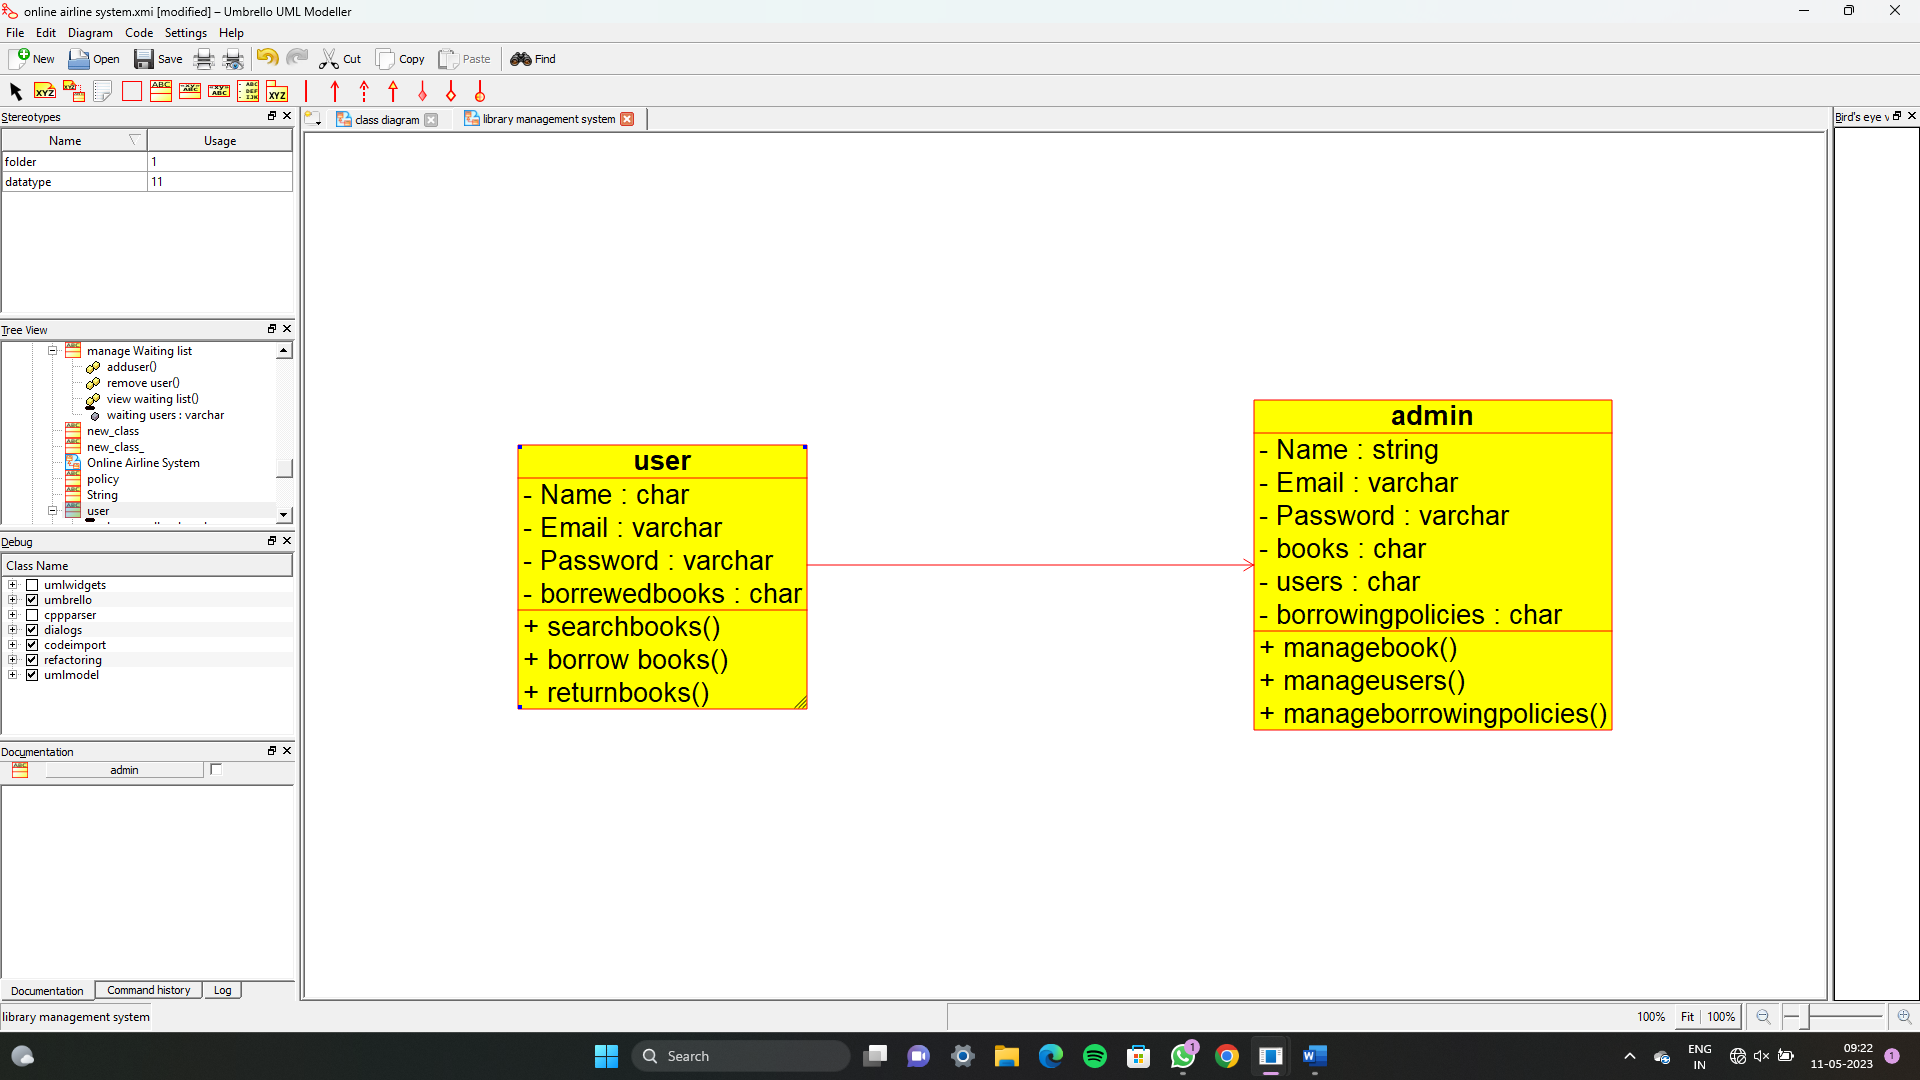 online airline system.xmi [modified] – Umbrello UML Modeller
File Edit Diagram Code Settings Help
New Open Save Cut Copy Paste Find
Stereotypes
Name Usage
folder 1
datatype 11
Tree View
manage Waiting list
adduser()
remove user()
view waiting list()
waiting users : varchar
new_class
new_class_
Online Airline System
policy
String
user
Debug
Class Name
umlwidgets
umbrello
cppparser
dialogs
codeimport
refactoring
umlmodel
Documentation
admin
Documentation Command history Log
library management system
class diagram library management system
user
- Name : char
- Email : varchar
- Password : varchar
- borrewedbooks : char
+ searchbooks()
+ borrow books()
+ returnbooks()
admin
- Name : string
- Email : varchar
- Password : varchar
- books : char
- users : char
- borrowingpolicies : char
+ managebook()
+ manageusers()
+ manageborrowingpolicies()
Bird's eye v
100% Fit 100%
Search
1
ENG
IN
09:22
11-05-2023
1